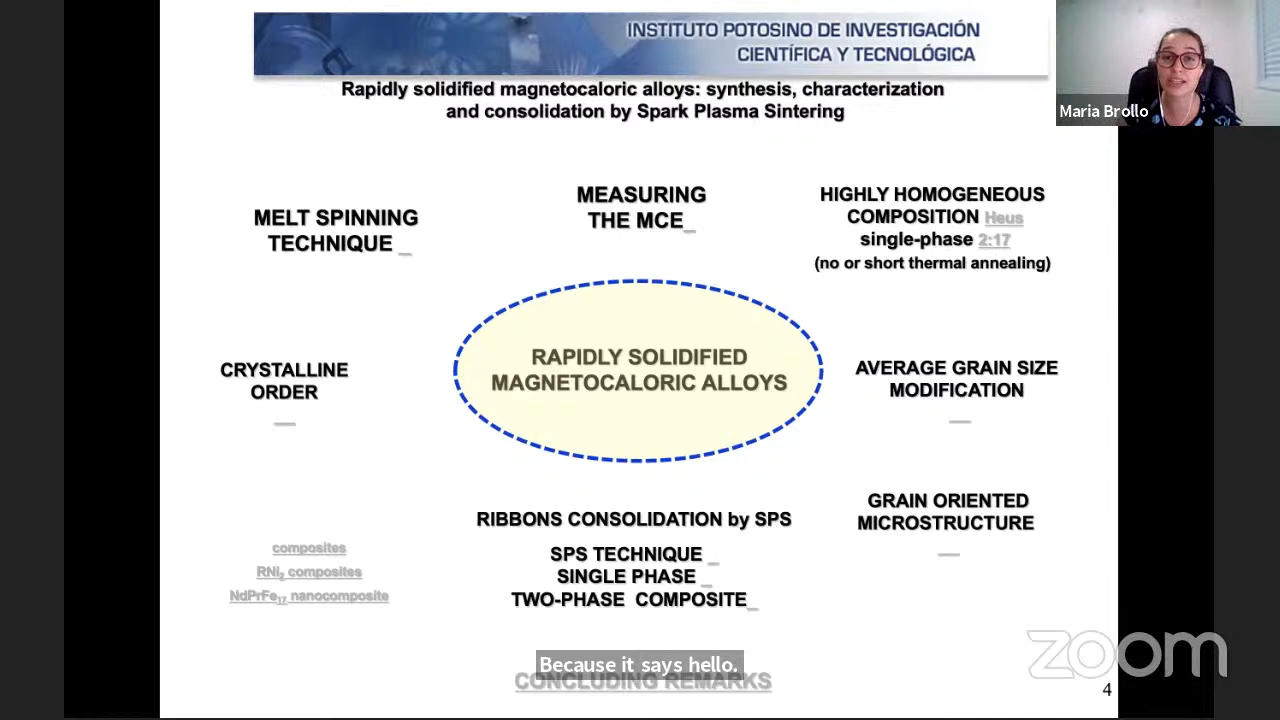 INSTITUTO POTOSINO DE INVESTIGACIÓN
CIENTÍFICA Y TECNOLÓGICA
Rapidly solidified magnetocaloric alloys: synthesis, characterization
and consolidation by Spark Plasma Sintering
Maria Brollo
MELT SPINNING
TECHNIQUE _
MEASURING
THE MCE_
HIGHLY HOMOGENEOUS
COMPOSITION Heus
single-phase 2:17
(no or short thermal annealing)
CRYSTALLINE
ORDER
RAPIDLY SOLIDIFIED
MAGNETOCALORIC ALLOYS
AVERAGE GRAIN SIZE
MODIFICATION
GRAIN ORIENTED
MICROSTRUCTURE
RIBBONS CONSOLIDATION by SPS
SPS TECHNIQUE _
SINGLE PHASE _
TWO-PHASE COMPOSITE_
composites
RNi₂ composites
NdPrFe₁₇ nanocomposite
Because it says hello.
CONCLUDING REMARKS
zoom
4